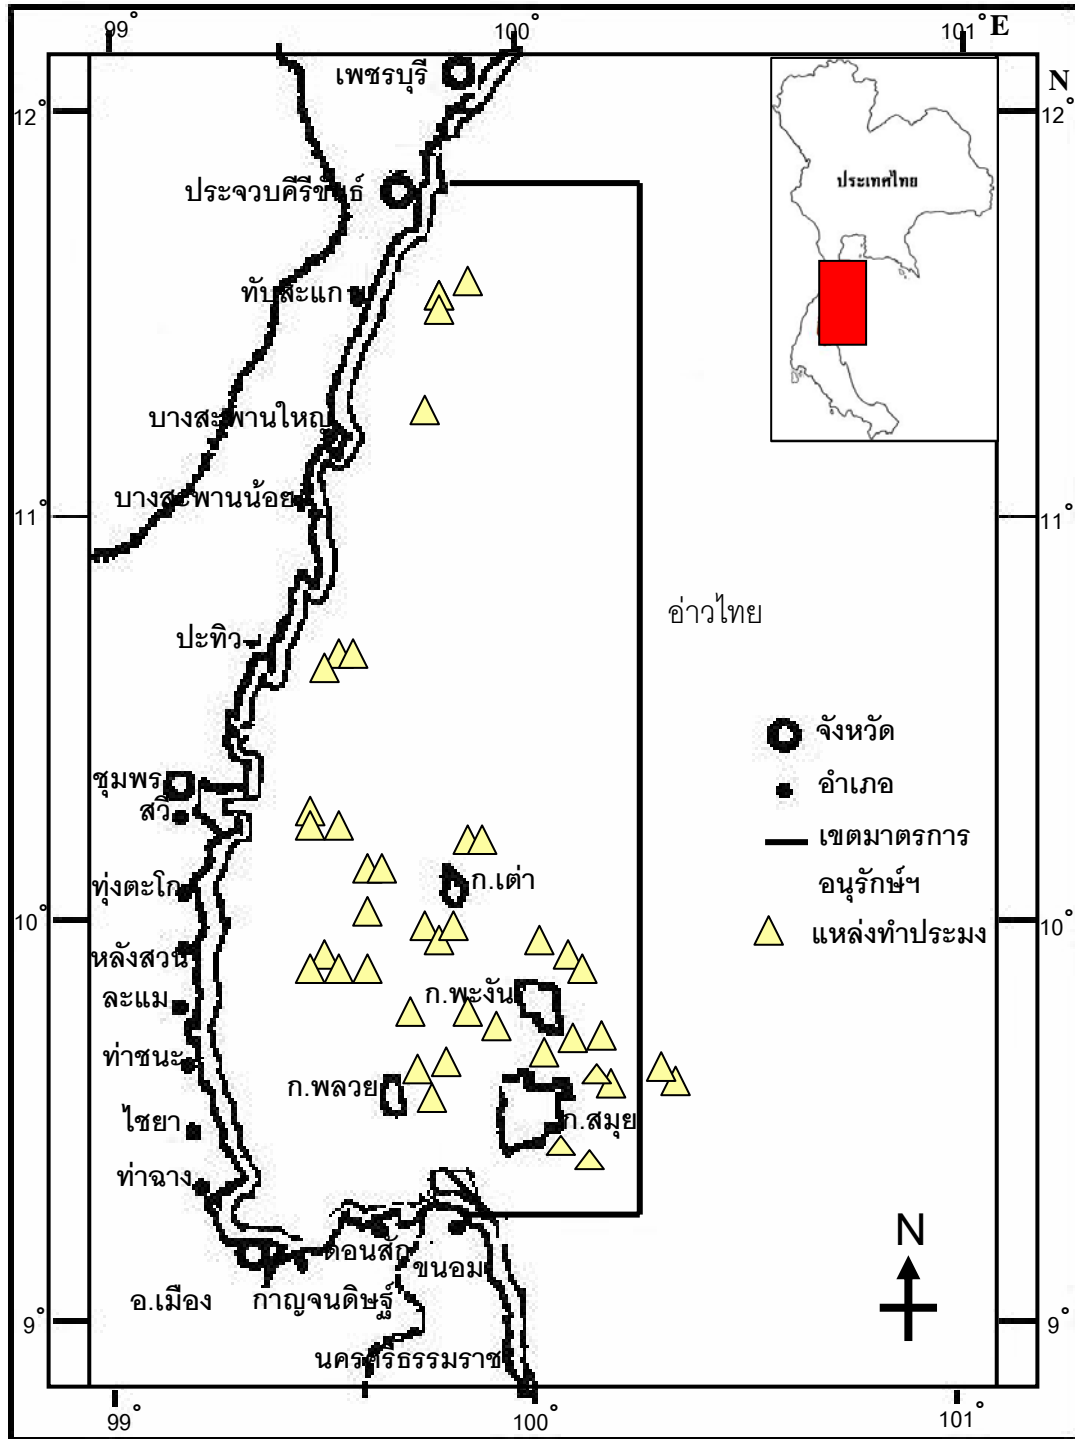 99°
100°
101°
E
N
เพชรบุรี
12°
12°
ประจวบคีรีขันธ์
ประเทศไทย
ทับสะแก
บางสะพานใหญ่
บางสะพานน้อย
11°
11°
อ่าวไทย
ปะทิว
จังหวัด
ชุมพร
อำเภอ
สวี
เขตมาตรการ
อนุรักษ์ฯ
ก.เต่า
ทุ่งตะโก
10°
10°
แหล่งทำประมง
หลังสวน
ก.พะงัน
ละแม
ท่าชนะ
ก.พลวย
ก.สมุย
ไชยา
ท่าฉาง
N
ดอนสัก
ขนอม
อ.เมือง
กาญจนดิษฐ์
9°
9°
นครศรีธรรมราช
99°
100°
101°